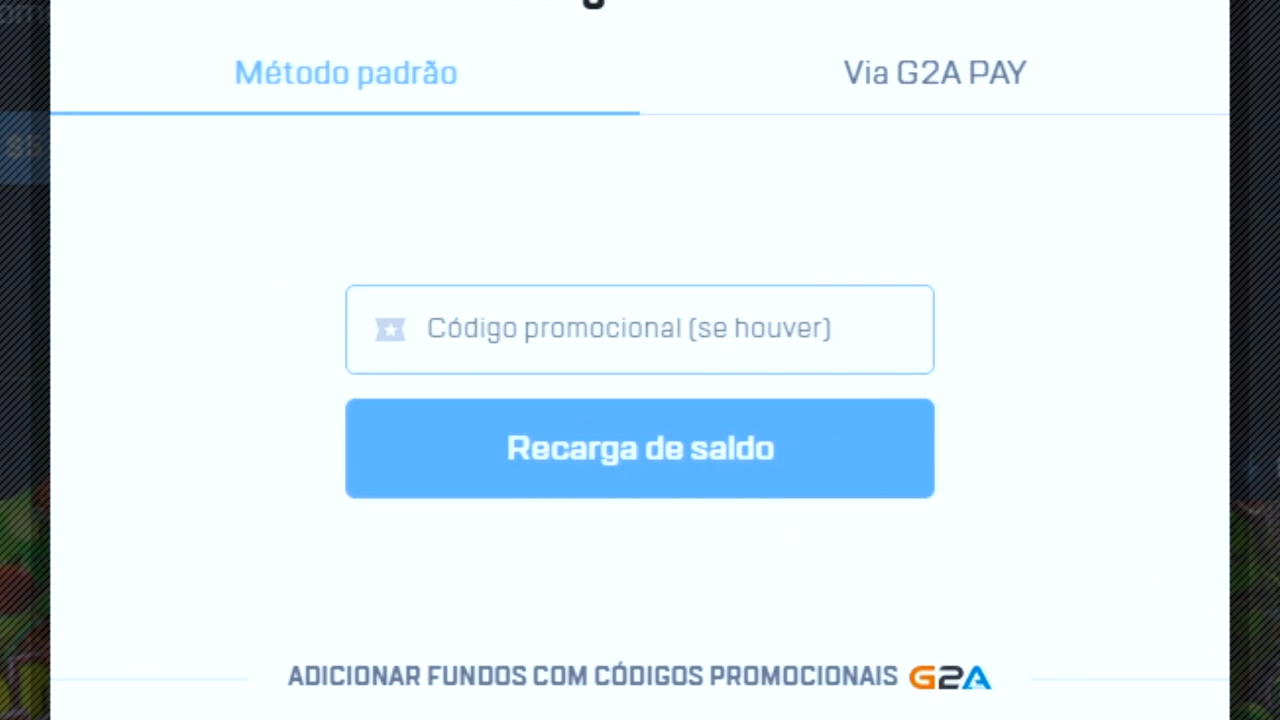 Método padrão
Via G2A PAY
Código promocional (se houver)
Recarga de saldo
ADICIONAR FUNDOS COM CÓDIGOS PROMOCIONAIS G2A